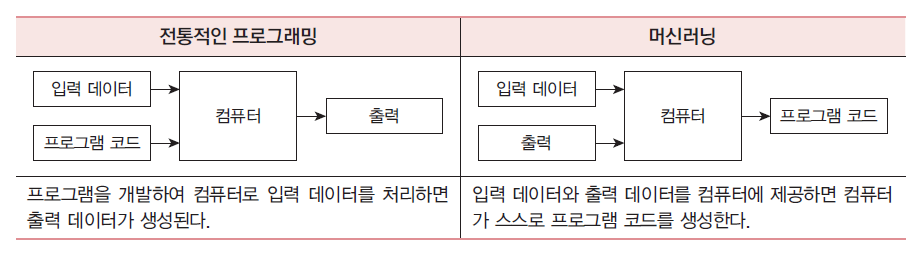 전통적인 프로그래밍
머신러닝
입력 데이터
프로그램 코드
컴퓨터
출력
입력 데이터
출력
컴퓨터
프로그램 코드
프로그램을 개발하여 컴퓨터로 입력 데이터를 처리하면
출력 데이터가 생성된다.
입력 데이터와 출력 데이터를 컴퓨터에 제공하면 컴퓨터
가 스스로 프로그램 코드를 생성한다.